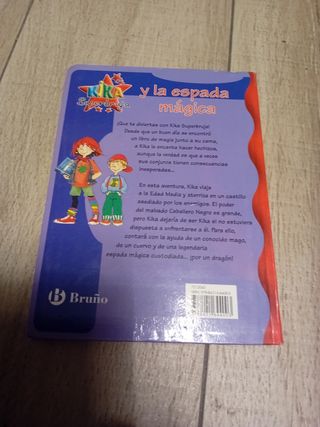 KIKA
Superbruja
y la espada
mágica
¡Que te diviertas con Kika Superbruja!
Desde que un buen día se encontró
un libro de magia junto a su cama,
a Kika le encanta hacer hechizos,
aunque la verdad es que a veces
sus conjuros tienen consecuencias
inesperadas...
En esta aventura, Kika viaja
a la Edad Media y aterriza en un castillo
asediado por los enemigos. El poder
del malvado Caballero Negro es grande,
pero Kika dejaría de ser Kika si no estuviera
dispuesta a enfrentarse a él. Para ello,
contará con la ayuda de un conocido mago,
de un cuervo y de una legendaria
espada mágica custodiada... ¡por un dragón!
Bruño